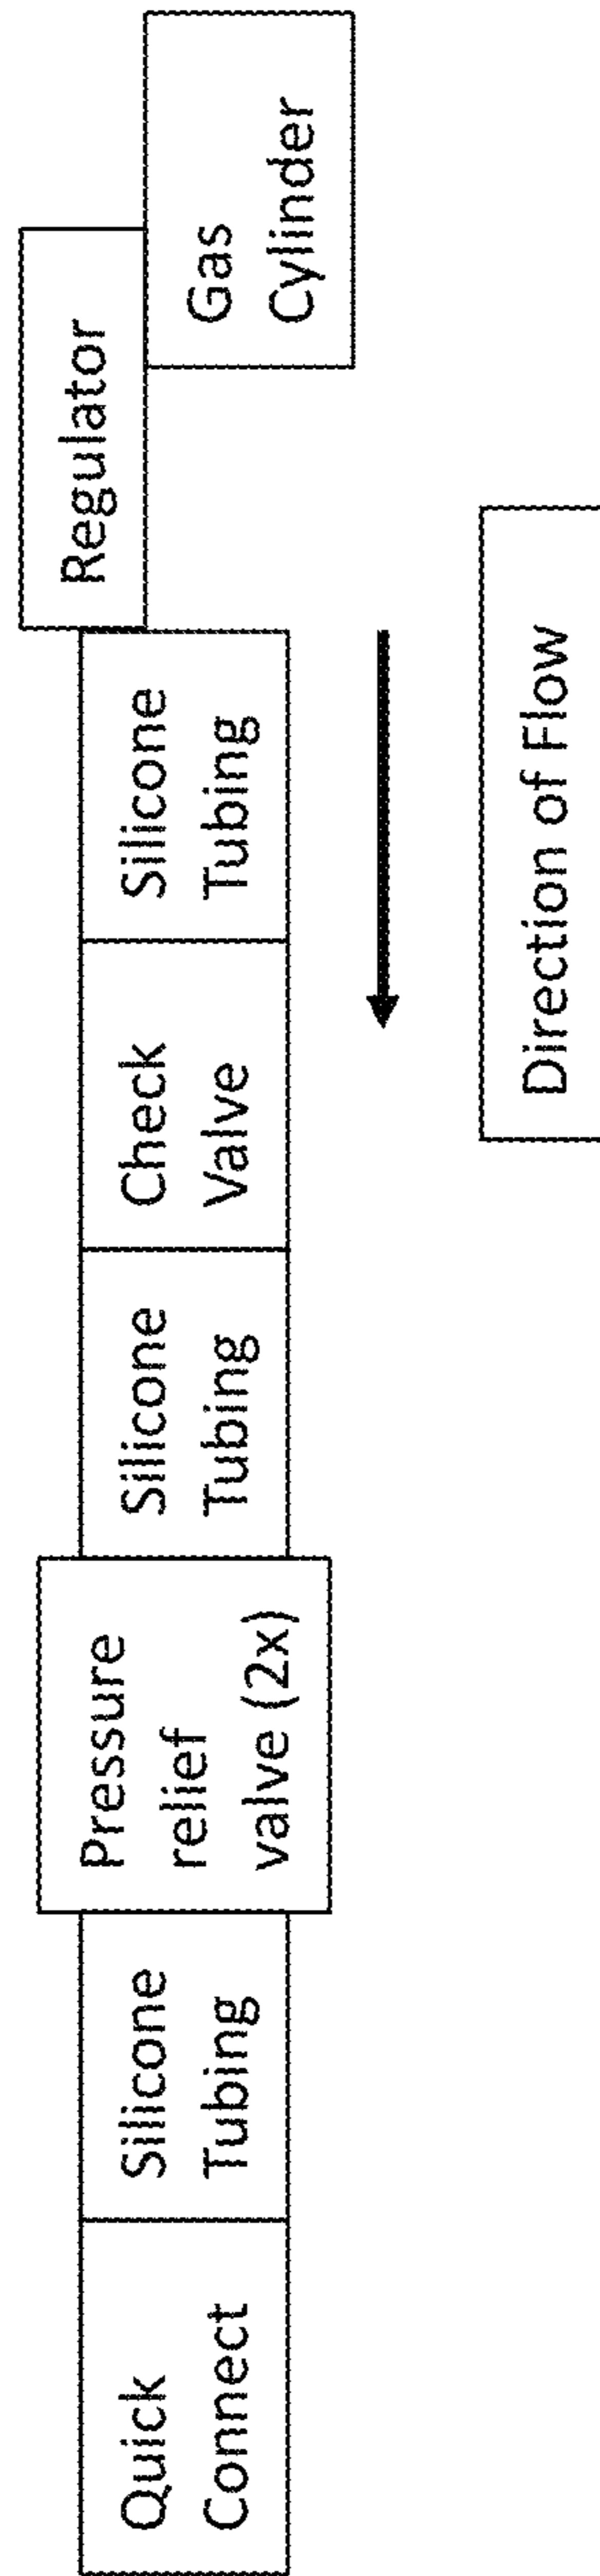 Quick
Connect
Silicone
Tubing
Pressure
relief
valve (2x)
Silicone
Tubing
Check
Valve
Silicone
Tubing
Regulator
Gas
Cylinder
Direction of Flow